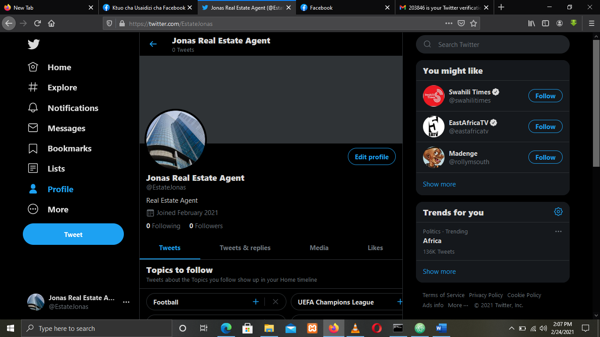 New Tab
Ktuo cha Usaidizi cha Facebook
Jonas Real Estate Agent (@Este
Facebook
203846 is your Twitter verificati
https://twitter.com/EstateJonas
Jonas Real Estate Agent
0 Tweets
Search Twitter
Home
Explore
Notifications
Messages
Bookmarks
Lists
Profile
More
Tweet
Edit profile
Jonas Real Estate Agent
@EstateJonas
Real Estate Agent
Joined February 2021
0 Following 0 Followers
Tweets
Tweets & replies
Media
Likes
Topics to follow
Tweets about the Topics you follow show up in your Home timeline
Football
UEFA Champions League
You might like
Swahili Times
@swahilitimes
Follow
EastAfricaTV
@eastafricatv
Follow
Madenge
@rollymsouth
Follow
Show more
Trends for you
Politics · Trending
Africa
138K Tweets
Show more
Terms of Service Privacy Policy Cookie Policy
Ads info More ··· © 2021 Twitter, Inc.
Jonas Real Estate A...
@EstateJonas
Type here to search
2:07 PM
2/24/2021